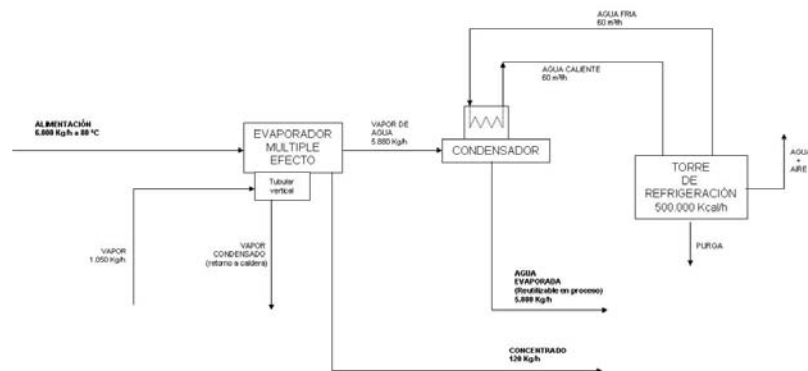 AGUA FRIA
60 m³/h
AGUA CALIENTE
60 m³/h
ALIMENTACIÓN
6.000 Kg/h a 80 ºC
EVAPORADOR
MULTIPLE
EFECTO
Tubular
vertical
VAPOR DE
AGUA
5.880 Kg/h
CONDENSADOR
TORRE
DE
REFRIGERACIÓN
500.000 Kcal/h
AGUA
+
AIRE
PURGA
VAPOR
1.050 Kg/h
VAPOR
CONDENSADO
(retorno a caldera)
AGUA
EVAPORADA
(Reutilizable en proceso)
5.880 Kg/h
CONCENTRADO
120 Kg/h